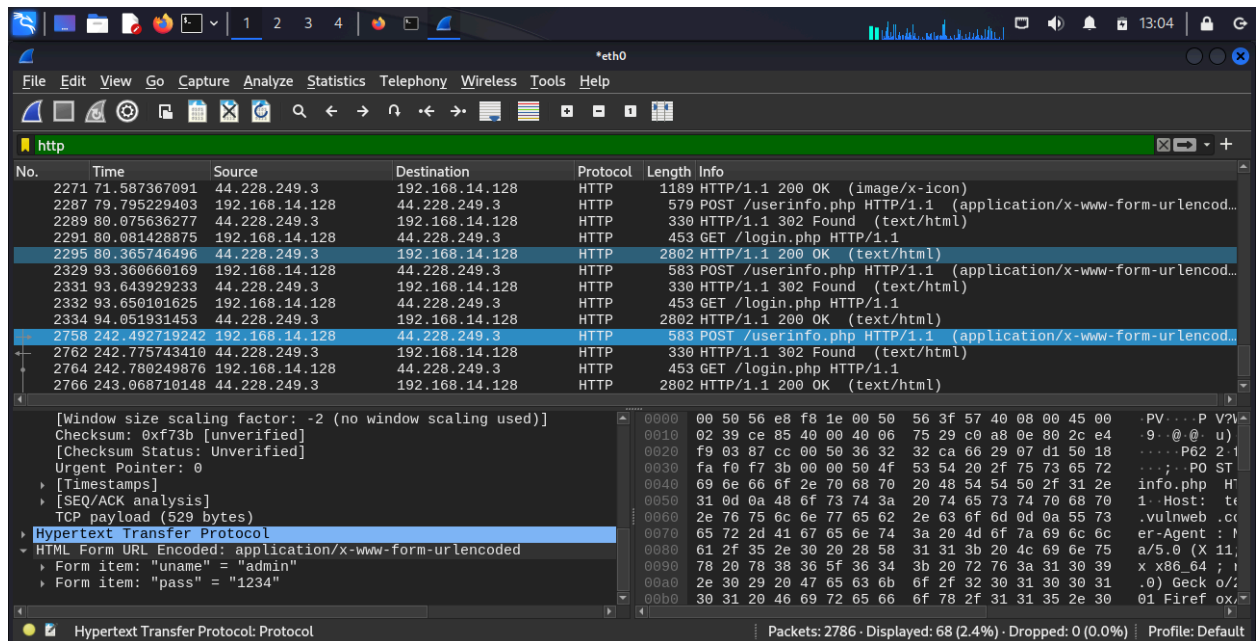 1 2 3 4 13:04
*eth0
File Edit View Go Capture Analyze Statistics Telephony Wireless Tools Help
http
No. Time Source Destination Protocol Length Info
2271 71.587367091 44.228.249.3 192.168.14.128 HTTP 1189 HTTP/1.1 200 OK (image/x-icon)
2287 79.795229403 192.168.14.128 44.228.249.3 HTTP 579 POST /userinfo.php HTTP/1.1 (application/x-www-form-urlencod…
2289 80.075636277 44.228.249.3 192.168.14.128 HTTP 330 HTTP/1.1 302 Found (text/html)
2291 80.081428875 192.168.14.128 44.228.249.3 HTTP 453 GET /login.php HTTP/1.1
2295 80.365746496 44.228.249.3 192.168.14.128 HTTP 2802 HTTP/1.1 200 OK (text/html)
2329 93.360660169 192.168.14.128 44.228.249.3 HTTP 583 POST /userinfo.php HTTP/1.1 (application/x-www-form-urlencod…
2331 93.643929233 44.228.249.3 192.168.14.128 HTTP 330 HTTP/1.1 302 Found (text/html)
2332 93.650101625 192.168.14.128 44.228.249.3 HTTP 453 GET /login.php HTTP/1.1
2334 94.051931453 44.228.249.3 192.168.14.128 HTTP 2802 HTTP/1.1 200 OK (text/html)
2758 242.492719242 192.168.14.128 44.228.249.3 HTTP 583 POST /userinfo.php HTTP/1.1 (application/x-www-form-urlencod…
2762 242.775743410 44.228.249.3 192.168.14.128 HTTP 330 HTTP/1.1 302 Found (text/html)
2764 242.780249876 192.168.14.128 44.228.249.3 HTTP 453 GET /login.php HTTP/1.1
2766 243.068710148 44.228.249.3 192.168.14.128 HTTP 2802 HTTP/1.1 200 OK (text/html)
[Window size scaling factor: -2 (no window scaling used)]
Checksum: 0xf73b [unverified]
[Checksum Status: Unverified]
Urgent Pointer: 0
[Timestamps]
[SEQ/ACK analysis]
TCP payload (529 bytes)
Hypertext Transfer Protocol
HTML Form URL Encoded: application/x-www-form-urlencoded
Form item: "uname" = "admin"
Form item: "pass" = "1234"
0000 00 50 56 e8 f8 1e 00 50 56 3f 57 40 08 00 45 00 ·PV····P V?W
0010 02 39 ce 85 40 00 40 06 75 29 c0 a8 0e 80 2c e4 ·9··@·@· u)
0020 f9 03 87 cc 00 50 36 32 32 ca 66 29 07 d1 50 18 ·····P62 2·f
0030 fa f0 f7 3b 00 00 50 4f 53 54 20 2f 75 73 65 72 ···;··PO ST
0040 69 6e 66 6f 2e 70 68 70 20 48 54 54 50 2f 31 2e info.php HT
0050 31 0d 0a 48 6f 73 74 3a 20 74 65 73 74 70 68 70 1··Host: te
0060 2e 76 75 6c 6e 77 65 62 2e 63 6f 6d 0d 0a 55 73 .vulnweb .co
0070 65 72 2d 41 67 65 6e 74 3a 20 4d 6f 7a 69 6c 6c er-Agent : M
0080 61 2f 35 2e 30 20 28 58 31 31 3b 20 4c 69 6e 75 a/5.0 (X 11;
0090 78 20 78 38 36 5f 36 34 3b 20 72 76 3a 31 30 39 x x86_64 ; r
00a0 2e 30 29 20 47 65 63 6b 6f 2f 32 30 31 30 30 31 .0) Geck o/2
00b0 30 31 20 46 69 72 65 66 6f 78 2f 31 31 35 2e 30 01 Firef ox/
Hypertext Transfer Protocol: Protocol Packets: 2786 · Displayed: 68 (2.4%) · Dropped: 0 (0.0%) Profile: Default